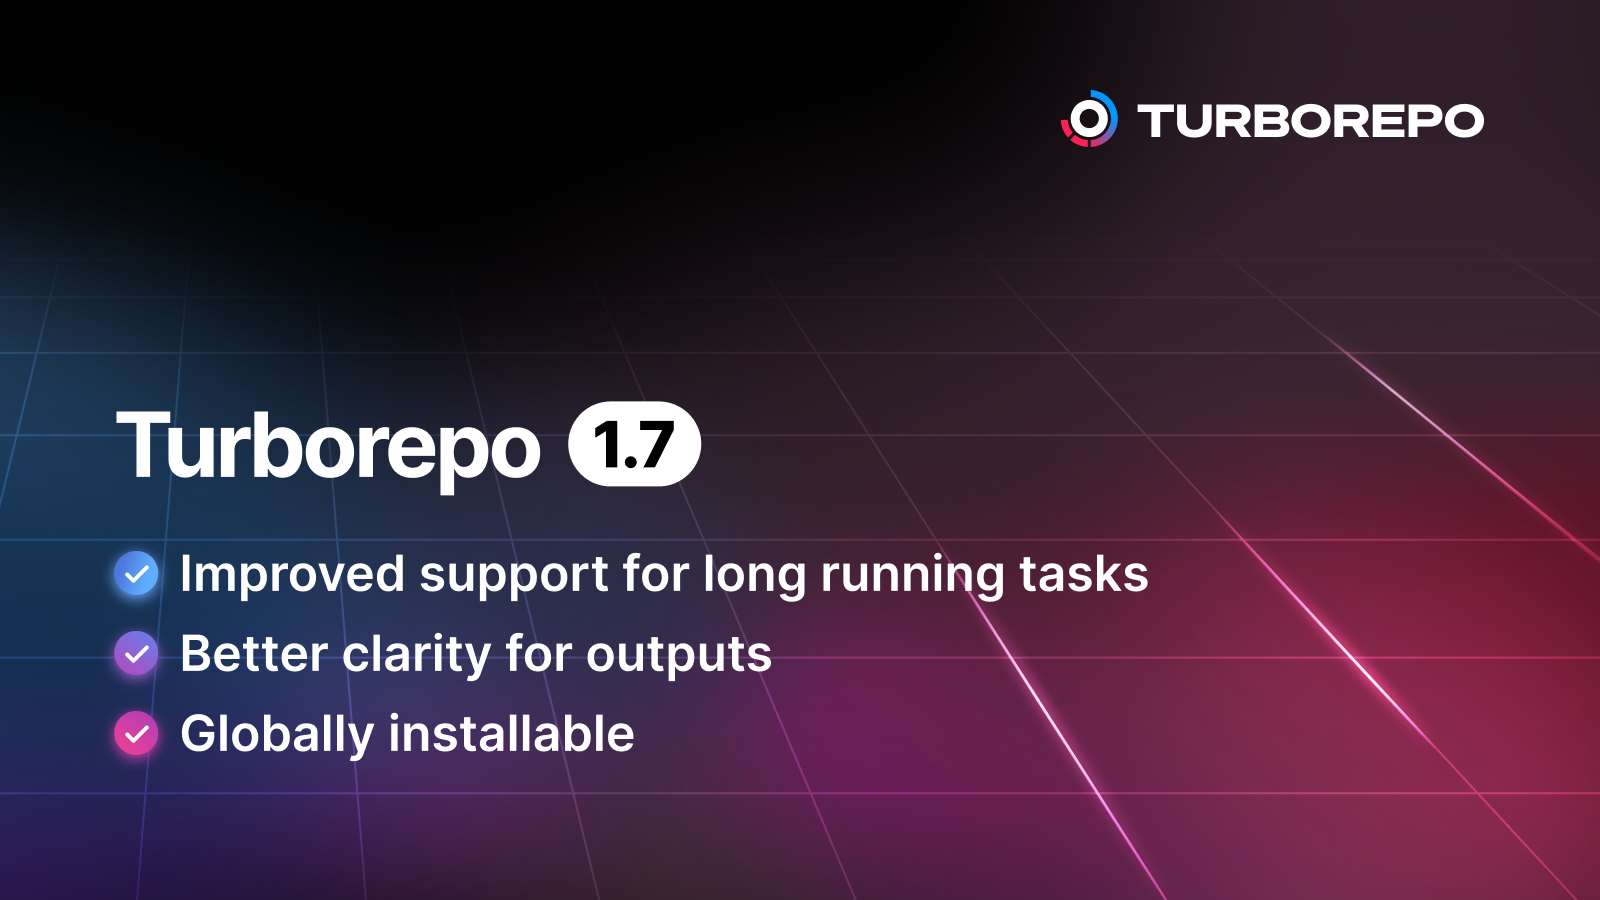 TURBOREPO
Turborepo 1.7
Improved support for long running tasks
Better clarity for outputs
Globally installable